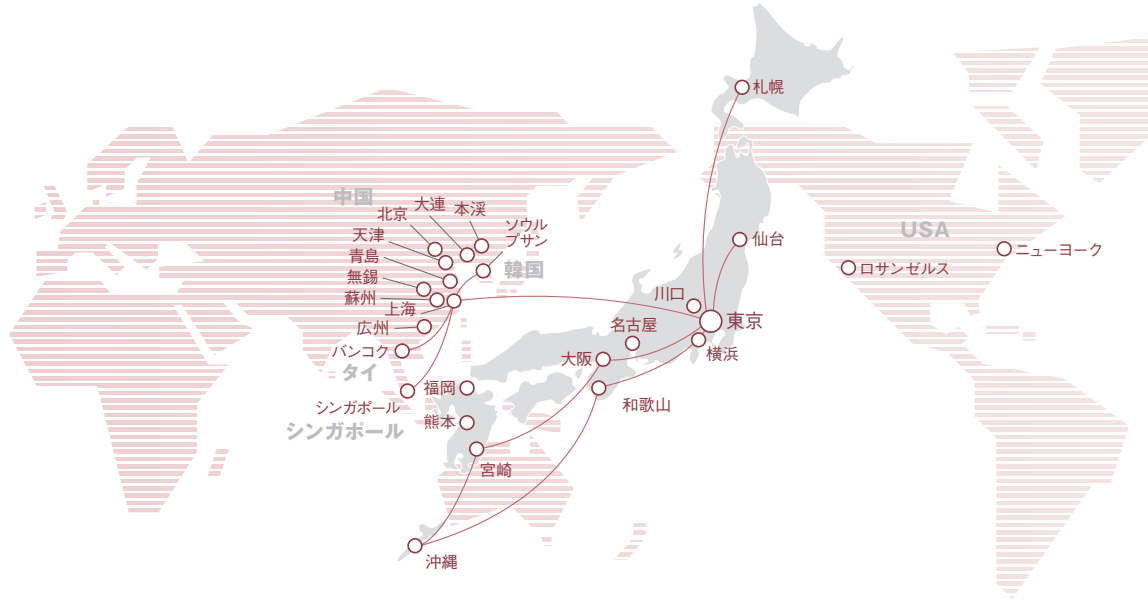 札幌
中国
大連
本渓
北京
ソウル
プサン
天津
仙台
USA
ニューヨーク
青島
韓国
ロサンゼルス
無錫
蘇州
上海
川口
広州
名古屋
東京
バンコク
大阪
横浜
タイ
福岡
シンガポール
和歌山
シンガポール
熊本
宮崎
沖縄